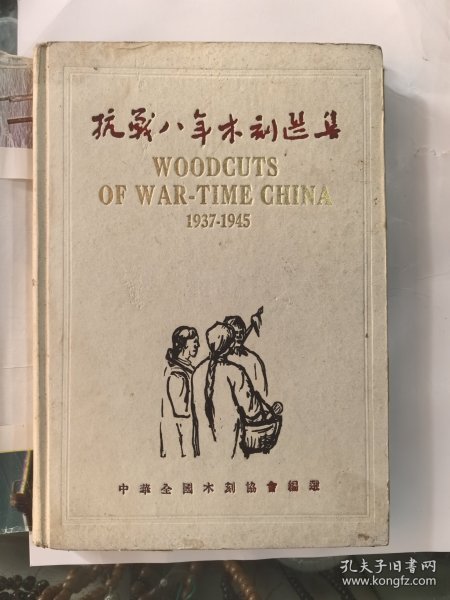 抗戰八年木刻選集
WOODCUTS
OF WAR-TIME CHINA
1937-1945
中華全國木刻協會編選
孔夫子旧书网
www.kongfz.com